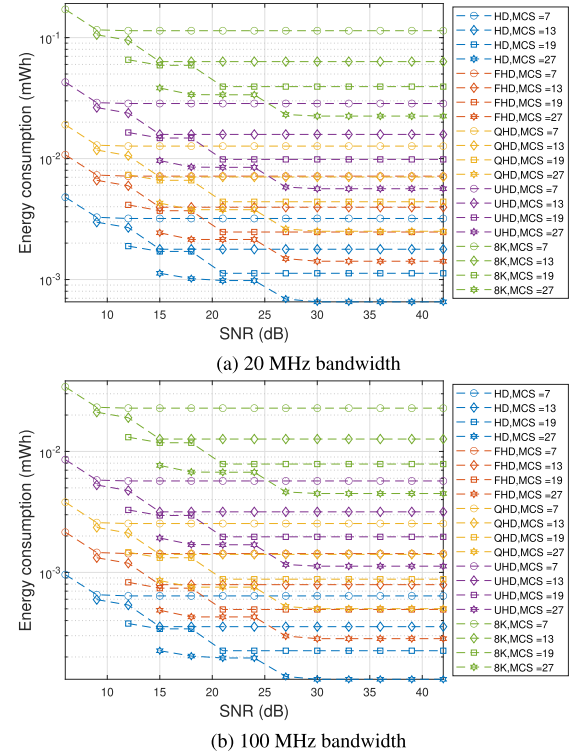 10^-1
10^-2
10^-3
Energy consumption (mWh)
10 15 20 25 30 35 40
SNR (dB)
HD,MCS =7
HD,MCS =13
HD,MCS =19
HD,MCS =27
FHD,MCS =7
FHD,MCS =13
FHD,MCS =19
FHD,MCS =27
QHD,MCS =7
QHD,MCS =13
QHD,MCS =19
QHD,MCS =27
UHD,MCS =7
UHD,MCS =13
UHD,MCS =19
UHD,MCS =27
8K,MCS =7
8K,MCS =13
8K,MCS =19
8K,MCS =27
(a) 20 MHz bandwidth
10^-2
10^-3
Energy consumption (mWh)
10 15 20 25 30 35 40
SNR (dB)
HD,MCS =7
HD,MCS =13
HD,MCS =19
HD,MCS =27
FHD,MCS =7
FHD,MCS =13
FHD,MCS =19
FHD,MCS =27
QHD,MCS =7
QHD,MCS =13
QHD,MCS =19
QHD,MCS =27
UHD,MCS =7
UHD,MCS =13
UHD,MCS =19
UHD,MCS =27
8K,MCS =7
8K,MCS =13
8K,MCS =19
8K,MCS =27
(b) 100 MHz bandwidth